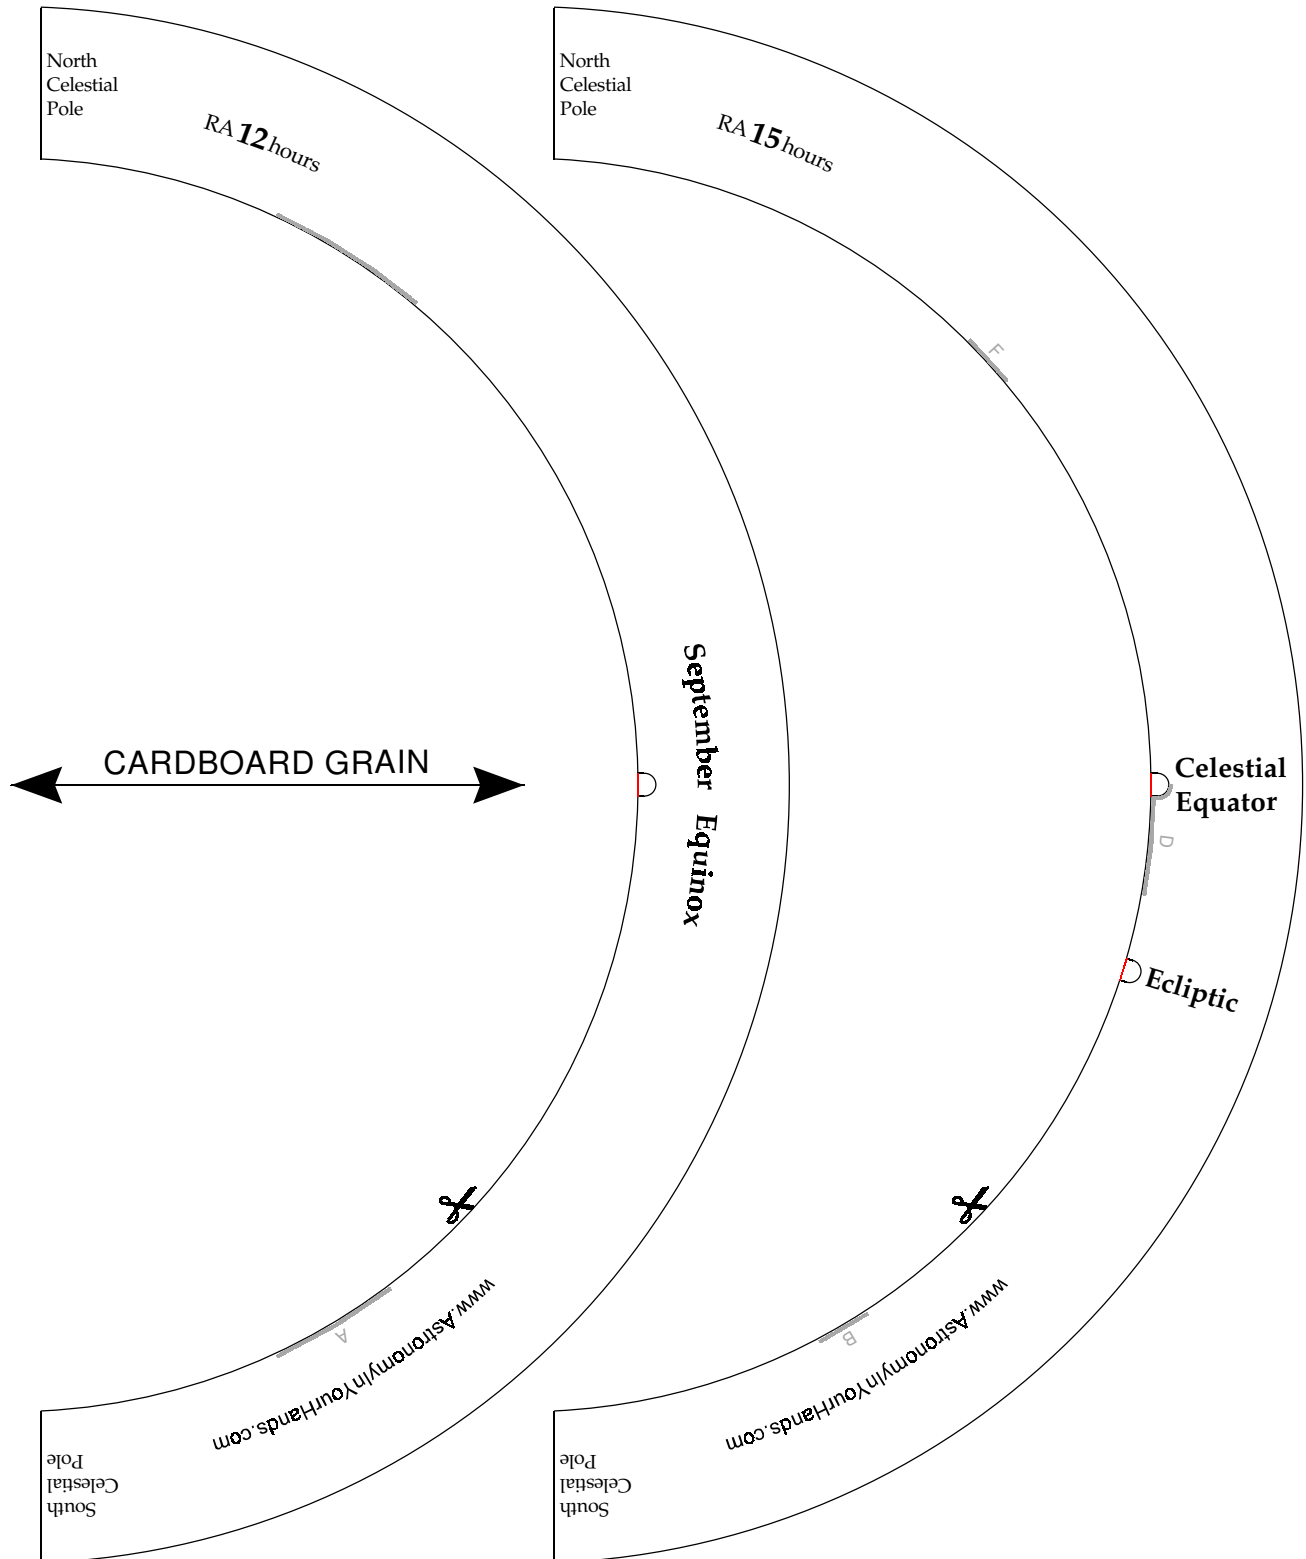 North
Celestial
Pole
RA 12 hours
September Equinox
CARDBOARD GRAIN
A
www.AstronomyInYourHands.com
South
Celestial
Pole
North
Celestial
Pole
RA 15 hours
F
Celestial
Equator
D
Ecliptic
B
www.AstronomyInYourHands.com
South
Celestial
Pole